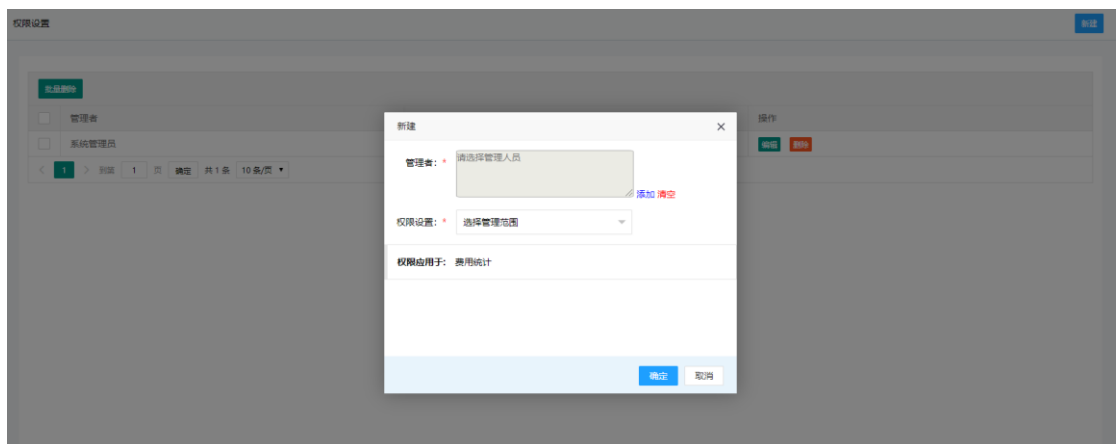 权限设置
新建
批量删除
管理者
操作
系统管理员
编辑 删除
1 到第 1 页 确定 共 1 条 10 条/页
新建
管理者： *
请选择管理人员
添加 清空
权限设置： *
选择管理范围
权限应用于： 费用统计
确定 取消